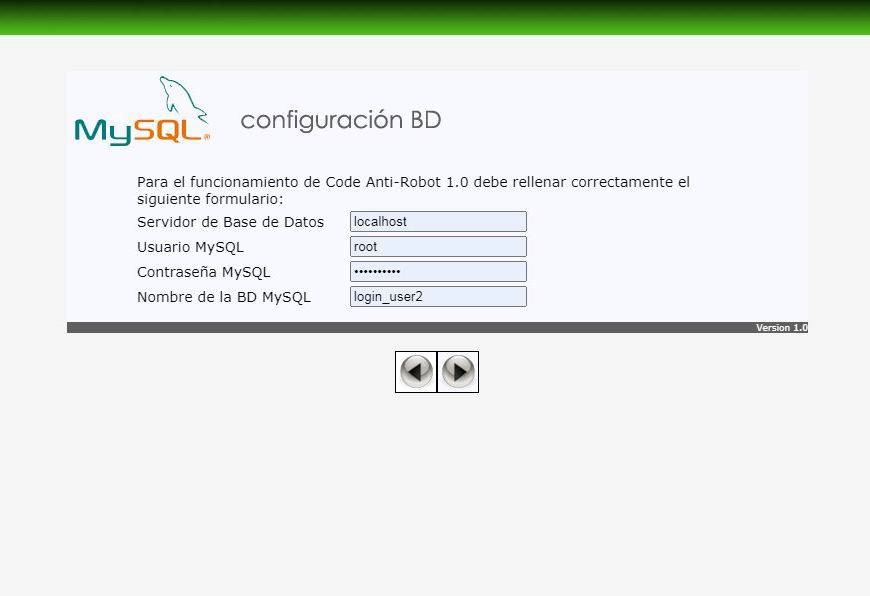 MySQL®
configuración BD
Para el funcionamiento de Code Anti-Robot 1.0 debe rellenar correctamente el
siguiente formulario:
Servidor de Base de Datos localhost
Usuario MySQL root
Contraseña MySQL ••••••••••
Nombre de la BD MySQL login_user2
Version 1.0